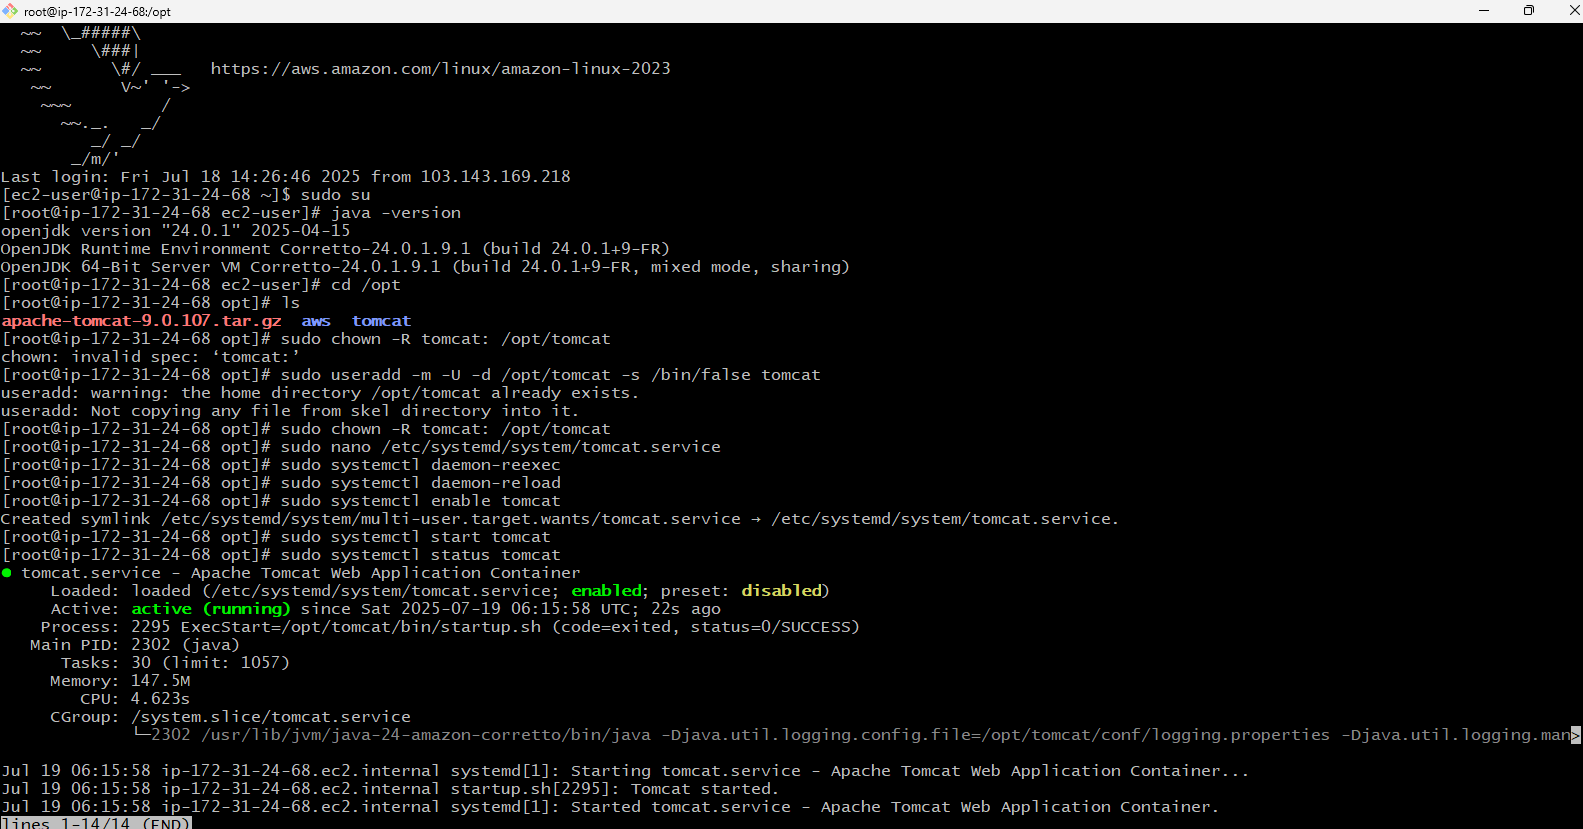 root@ip-172-31-24-68:/opt
~~  \_#####\
~~     \###|
~~       \#/ ___   https://aws.amazon.com/linux/amazon-linux-2023
~~       V~' '->
~~~         /
~~._.   _/
_/ _/
_/m/'
Last login: Fri Jul 18 14:26:46 2025 from 103.143.169.218
[ec2-user@ip-172-31-24-68 ~]$ sudo su
[root@ip-172-31-24-68 ec2-user]# java -version
openjdk version "24.0.1" 2025-04-15
OpenJDK Runtime Environment Corretto-24.0.1.9.1 (build 24.0.1+9-FR)
OpenJDK 64-Bit Server VM Corretto-24.0.1.9.1 (build 24.0.1+9-FR, mixed mode, sharing)
[root@ip-172-31-24-68 ec2-user]# cd /opt
[root@ip-172-31-24-68 opt]# ls
apache-tomcat-9.0.107.tar.gz  aws  tomcat
[root@ip-172-31-24-68 opt]# sudo chown -R tomcat: /opt/tomcat
chown: invalid spec: ‘tomcat:’
[root@ip-172-31-24-68 opt]# sudo useradd -m -U -d /opt/tomcat -s /bin/false tomcat
useradd: warning: the home directory /opt/tomcat already exists.
useradd: Not copying any file from skel directory into it.
[root@ip-172-31-24-68 opt]# sudo chown -R tomcat: /opt/tomcat
[root@ip-172-31-24-68 opt]# sudo nano /etc/systemd/system/tomcat.service
[root@ip-172-31-24-68 opt]# sudo systemctl daemon-reexec
[root@ip-172-31-24-68 opt]# sudo systemctl daemon-reload
[root@ip-172-31-24-68 opt]# sudo systemctl enable tomcat
Created symlink /etc/systemd/system/multi-user.target.wants/tomcat.service → /etc/systemd/system/tomcat.service.
[root@ip-172-31-24-68 opt]# sudo systemctl start tomcat
[root@ip-172-31-24-68 opt]# sudo systemctl status tomcat
● tomcat.service - Apache Tomcat Web Application Container
Loaded: loaded (/etc/systemd/system/tomcat.service; enabled; preset: disabled)
Active: active (running) since Sat 2025-07-19 06:15:58 UTC; 22s ago
Process: 2295 ExecStart=/opt/tomcat/bin/startup.sh (code=exited, status=0/SUCCESS)
Main PID: 2302 (java)
Tasks: 30 (limit: 1057)
Memory: 147.5M
CPU: 4.623s
CGroup: /system.slice/tomcat.service
└─2302 /usr/lib/jvm/java-24-amazon-corretto/bin/java -Djava.util.logging.config.file=/opt/tomcat/conf/logging.properties -Djava.util.logging.man>
Jul 19 06:15:58 ip-172-31-24-68.ec2.internal systemd[1]: Starting tomcat.service - Apache Tomcat Web Application Container...
Jul 19 06:15:58 ip-172-31-24-68.ec2.internal startup.sh[2295]: Tomcat started.
Jul 19 06:15:58 ip-172-31-24-68.ec2.internal systemd[1]: Started tomcat.service - Apache Tomcat Web Application Container.
lines 1-14/14 (END)